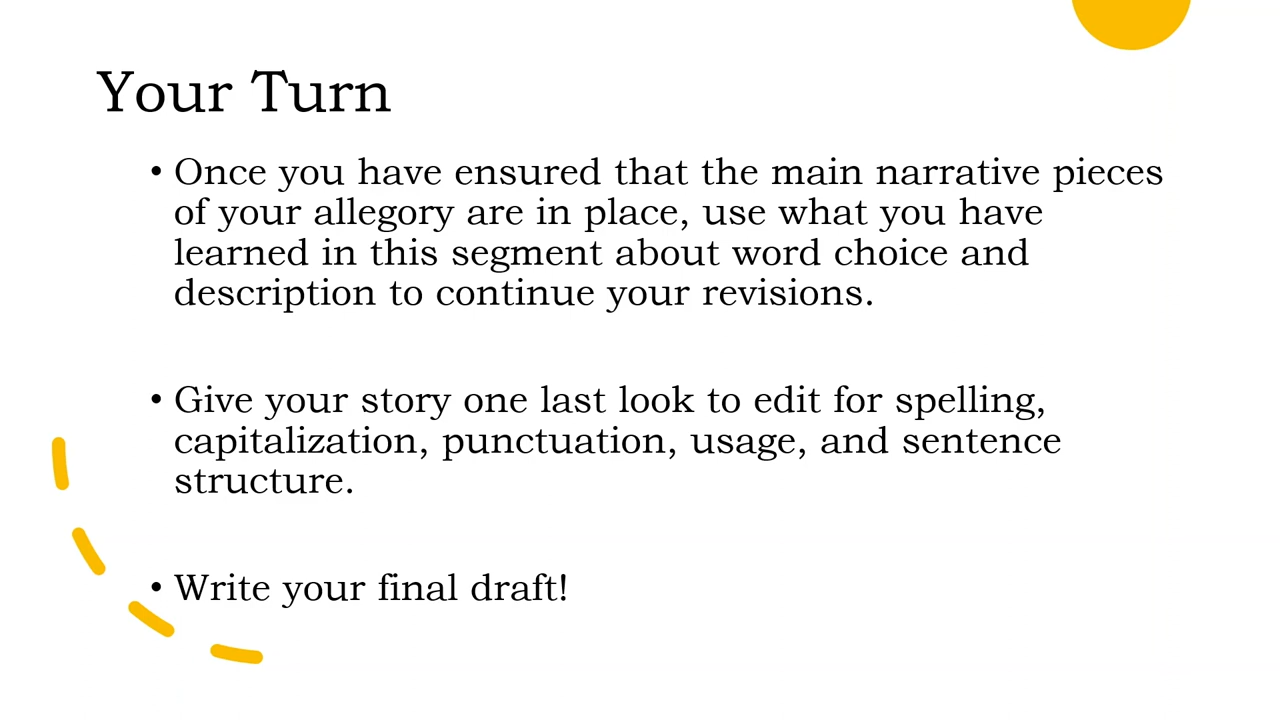 Your Turn
• Once you have ensured that the main narrative pieces
of your allegory are in place, use what you have
learned in this segment about word choice and
description to continue your revisions.
• Give your story one last look to edit for spelling,
capitalization, punctuation, usage, and sentence
structure.
• Write your final draft!